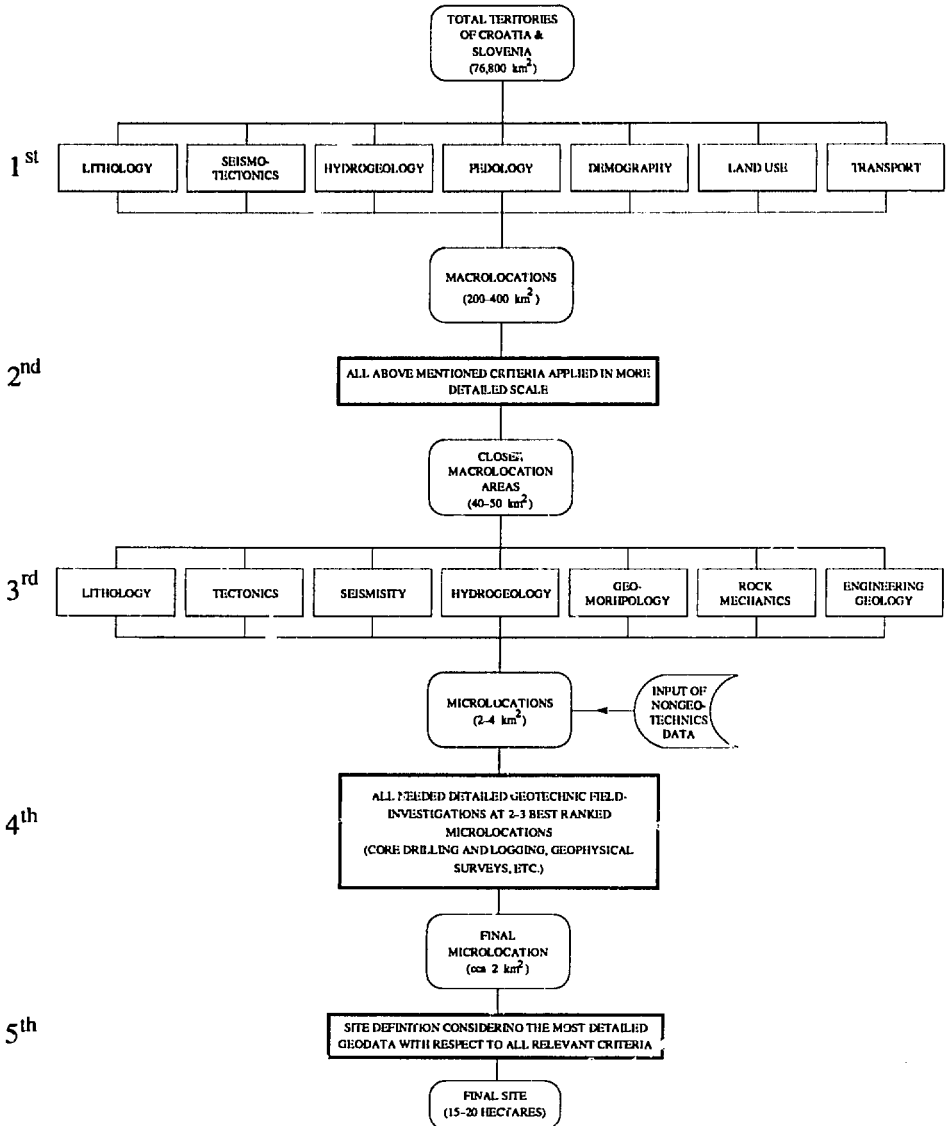 TOTAL TERITORIES
OF CROATIA &
SLOVENIA
(76,800 km²)
1st
LITHOLOGY
SEISMO-
TECTONICS
HYDROGEOLOGY
PEDOLOGY
DEMOGRAPHY
LAND USE
TRANSPORT
MACROLOCATIONS
(200-400 km²)
2nd
ALL ABOVE MENTIONED CRITERIA APPLIED IN MORE
DETAILED SCALE
CLOSER
MACROLOCATION
AREAS
(40-50 km²)
3rd
LITHOLOGY
TECTONICS
SEISMISITY
HYDROGEOLOGY
GEO-
MORHPOLOGY
ROCK
MECHANICS
ENGINEERING
GEOLOGY
MICROLOCATIONS
(2-4 km²)
INPUT OF
NONGEO-
TECHNICS
DATA
4th
ALL NEEDED DETAILED GEOTECHNIC FIELD-
INVESTIGATIONS AT 2-3 BEST RANKED
MICROLOCATIONS
(CORE DRILLING AND LOGGING, GEOPHYSICAL
SURVEYS, ETC.)
FINAL
MICROLOCATION
(cca 2 km²)
5th
SITE DEFINITION CONSIDERING THE MOST DETAILED
GEODATA WITH RESPECT TO ALL RELEVANT CRITERIA
FINAL SITE
(15-20 HECTARES)